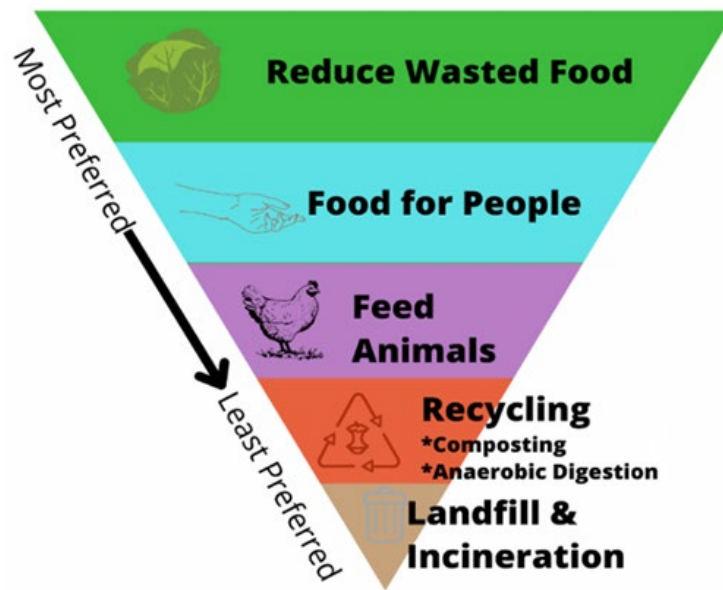 Most Preferred
Least Preferred
Reduce Wasted Food
Food for People
Feed
Animals
Recycling
*Composting
*Anaerobic Digestion
Landfill &
Incineration